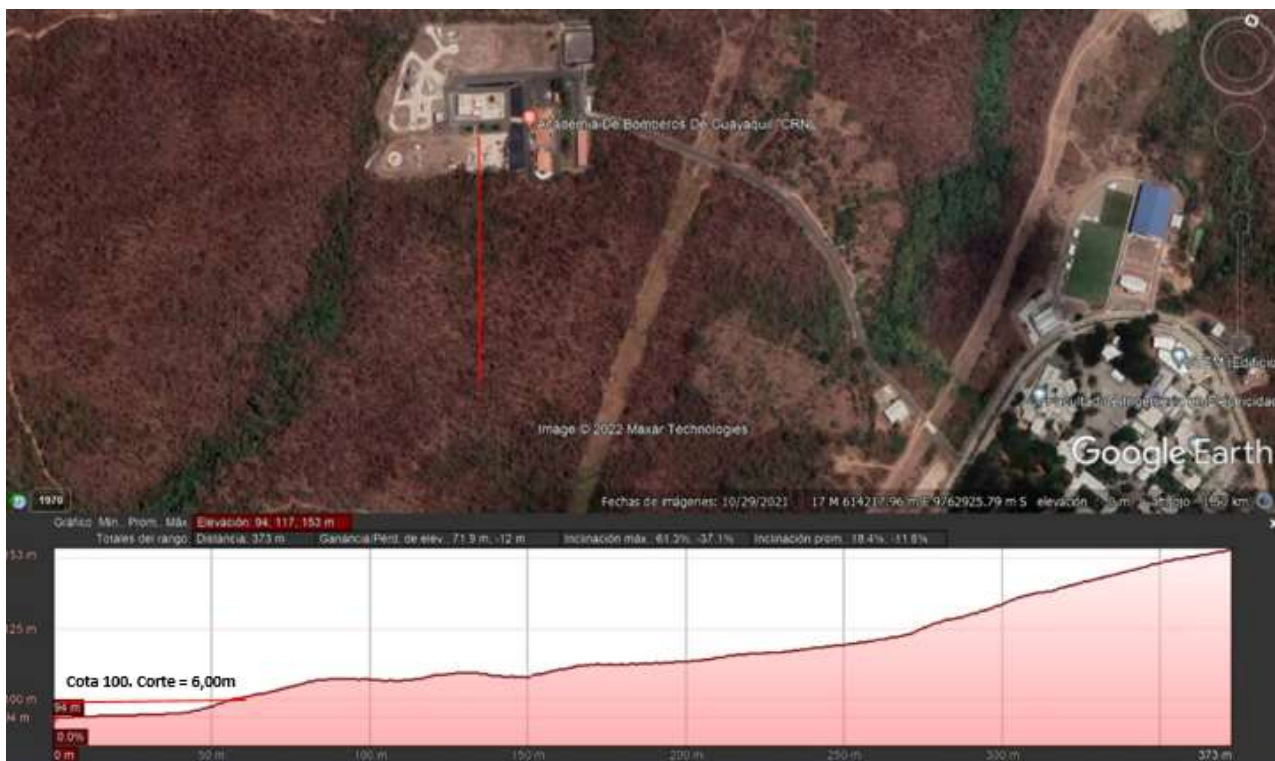 Academia De Bomberos De Guayaquil "CRN
Image © 2022 Maxar Technologies
Google Earth
1970
Fechas de imágenes: 10/29/2021 17 M 614217.96 m E 9762925.79 m S elevación
Gráfico: Mín., Prom., Máx. Elevación: 94, 117, 153 m
Totales del rango: Distancia: 373 m Ganancia/Pérd. de elev.: 71.9 m, -12 m Inclinación máx.: 61.3%, -37.1% Inclinación prom.: 18.4%, -11.6%
153 m
125 m
Cota 100. Corte = 6,00m
100 m
94 m
94 m
0.0%
0 m 50 m 100 m 150 m 200 m 250 m 300 m 373 m